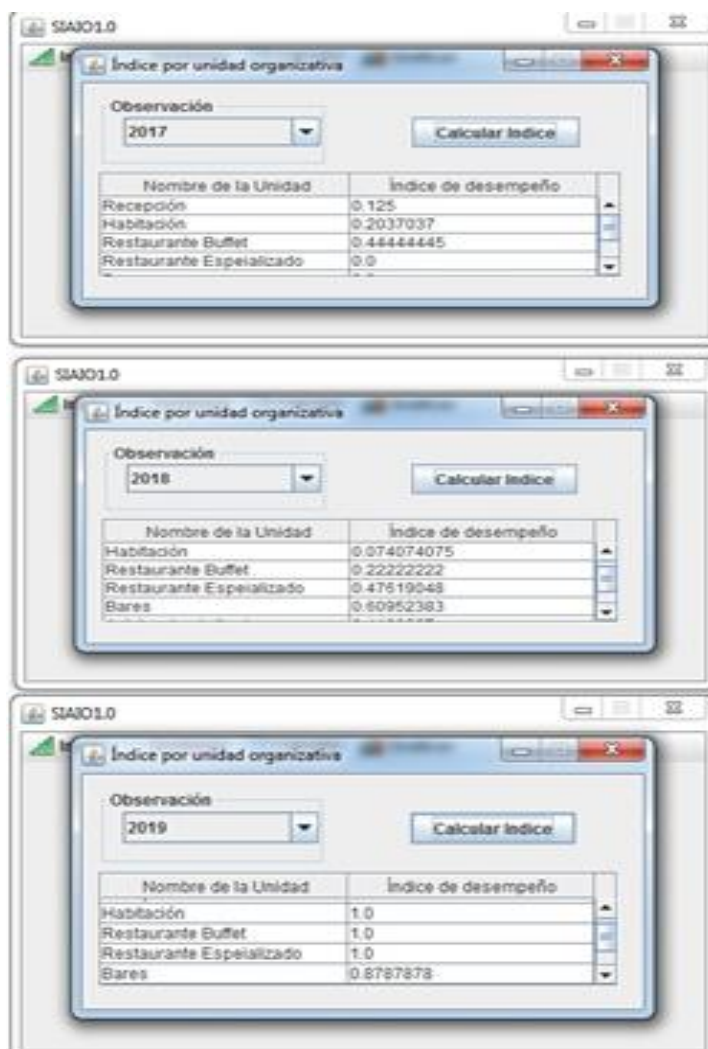 SIAIO1.0
Índice por unidad organizativa
Observación
2017
Calcular Indice
Nombre de la Unidad Índice de desempeño
Recepción 0.125
Habitación 0.2037037
Restaurante Buffet 0.44444445
Restaurante Espeializado 0.0
SIAIO1.0
Índice por unidad organizativa
Observación
2018
Calcular Indice
Nombre de la Unidad Índice de desempeño
Habitación 0.074074075
Restaurante Buffet 0.22222222
Restaurante Espeializado 0.47619048
Bares 0.60952383
SIAIO1.0
Índice por unidad organizativa
Observación
2019
Calcular Indice
Nombre de la Unidad Índice de desempeño
Habitación 1.0
Restaurante Buffet 1.0
Restaurante Espeializado 1.0
Bares 0.8787878